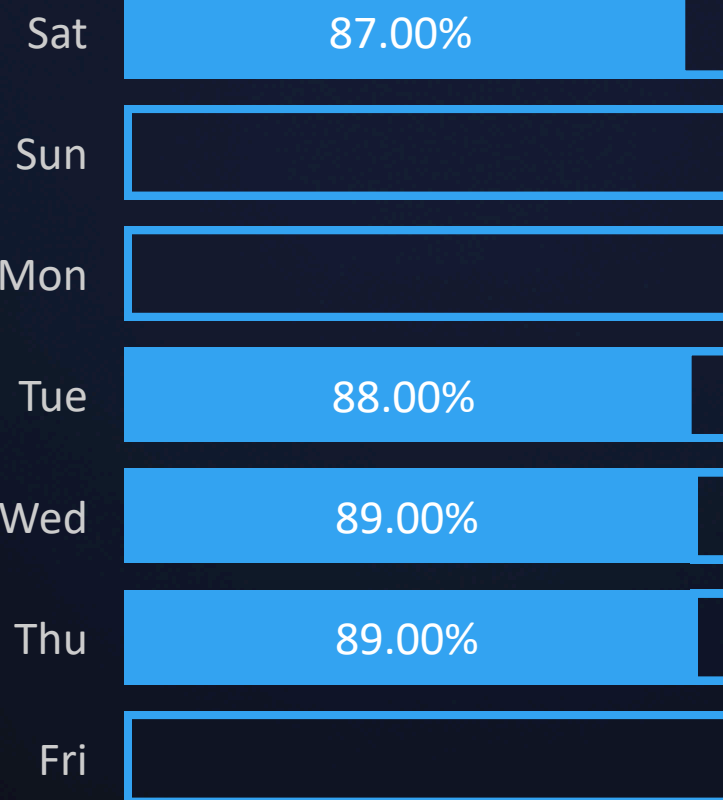 Sat 87.00%
Sun
Mon
Tue 88.00%
Wed 89.00%
Thu 89.00%
Fri